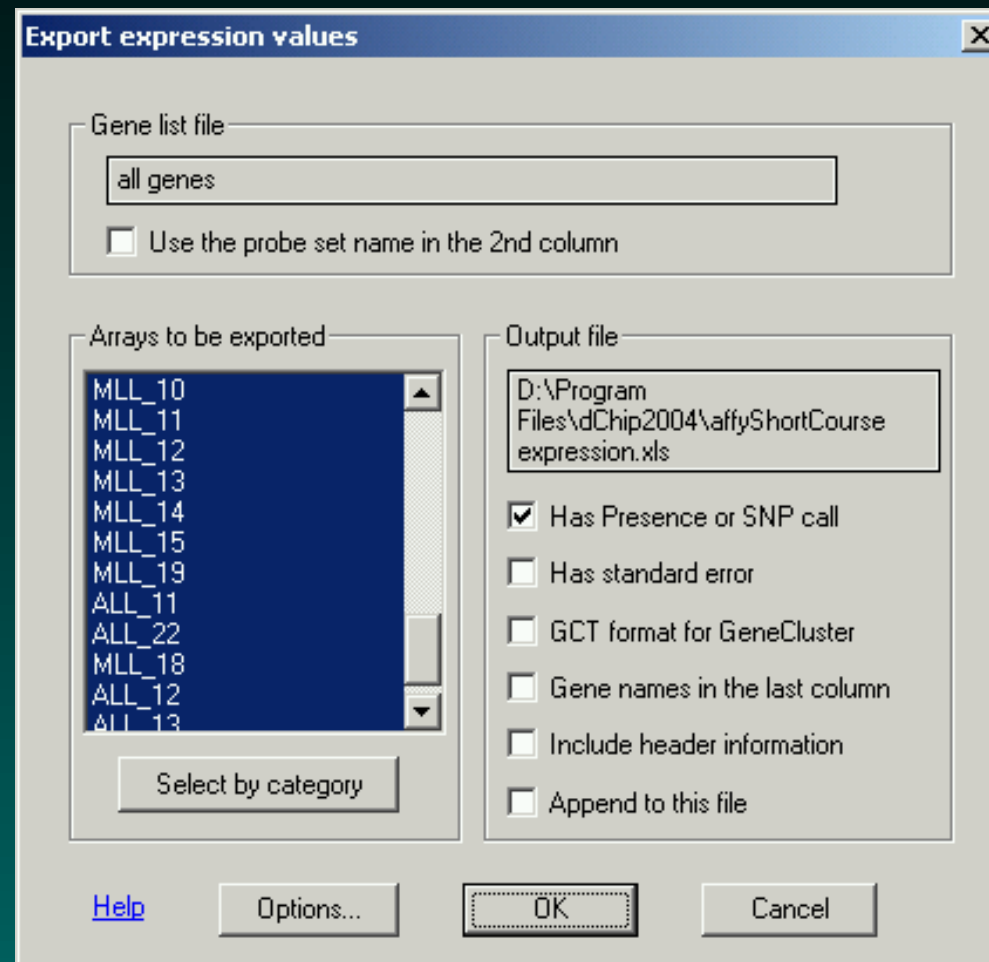 Export expression values
Gene list file
all genes
Use the probe set name in the 2nd column
Arrays to be exported
MLL_10
MLL_11
MLL_12
MLL_13
MLL_14
MLL_15
MLL_19
ALL_11
ALL_22
MLL_18
ALL_12
ALL_13
Select by category
Output file
D:\Program
Files\dChip2004\affyShortCourse
expression.xls
Has Presence or SNP call
Has standard error
GCT format for GeneCluster
Gene names in the last column
Include header information
Append to this file
Help
Options...
OK
Cancel